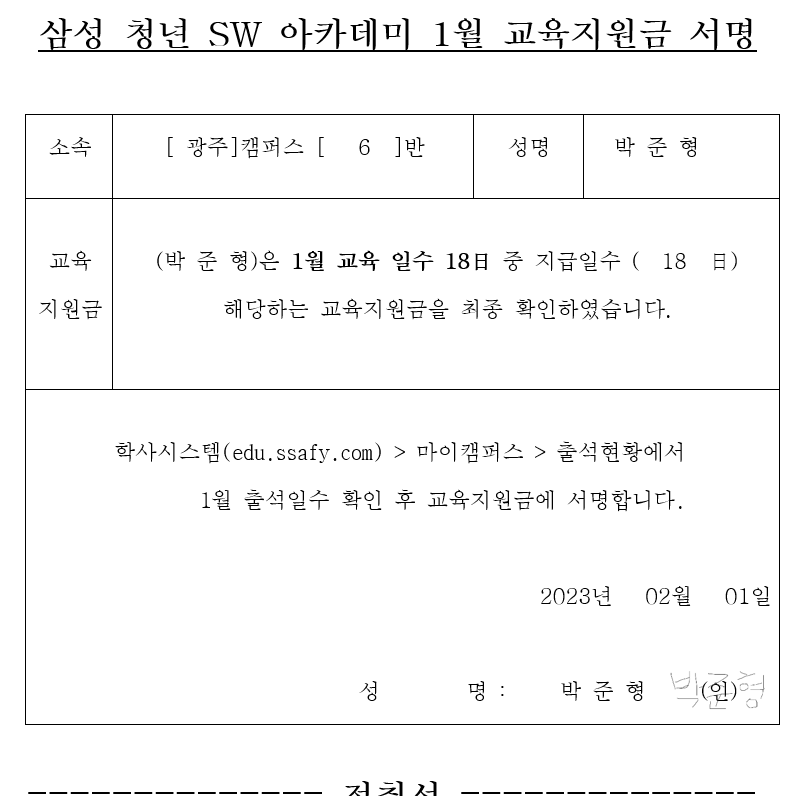 삼성 청년 SW 아카데미 1월 교육지원금 서명
소속 [ 광주]캠퍼스 [ 6 ]반 성명 박 준 형
교육
지원금
(박 준 형)은 1월 교육 일수 18日 중 지급일수 ( 18 日)
해당하는 교육지원금을 최종 확인하였습니다.
학사시스템(edu.ssafy.com) > 마이캠퍼스 > 출석현황에서
1월 출석일수 확인 후 교육지원금에 서명합니다.
2023년 02월 01일
성 명 : 박 준 형 (인) 박준형
--------------- 절취선 ---------------